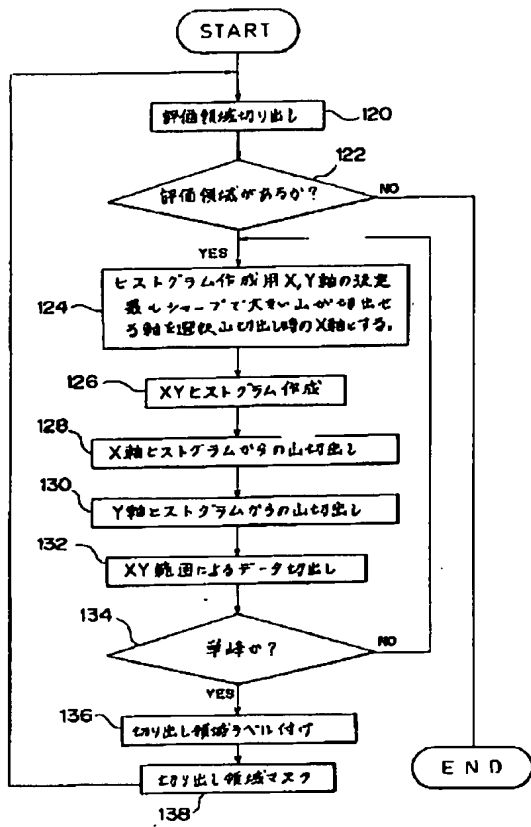 START
評価領域切り出し
120
122
評価領域があるか?
NO
YES
124
ヒストグラム作成用X,Y軸の設定
最もシャープで大きい山が切出せ
る軸を選択,山切出し時のX軸とする。
126
XYヒストグラム作成
128
X軸ヒストグラムからの山切出し
130
Y軸ヒストグラムからの山切出し
132
XY範囲によるデータ切出し
134
単峰か?
NO
YES
136
切り出し領域ラベル付け
切り出し領域マスク
138
END